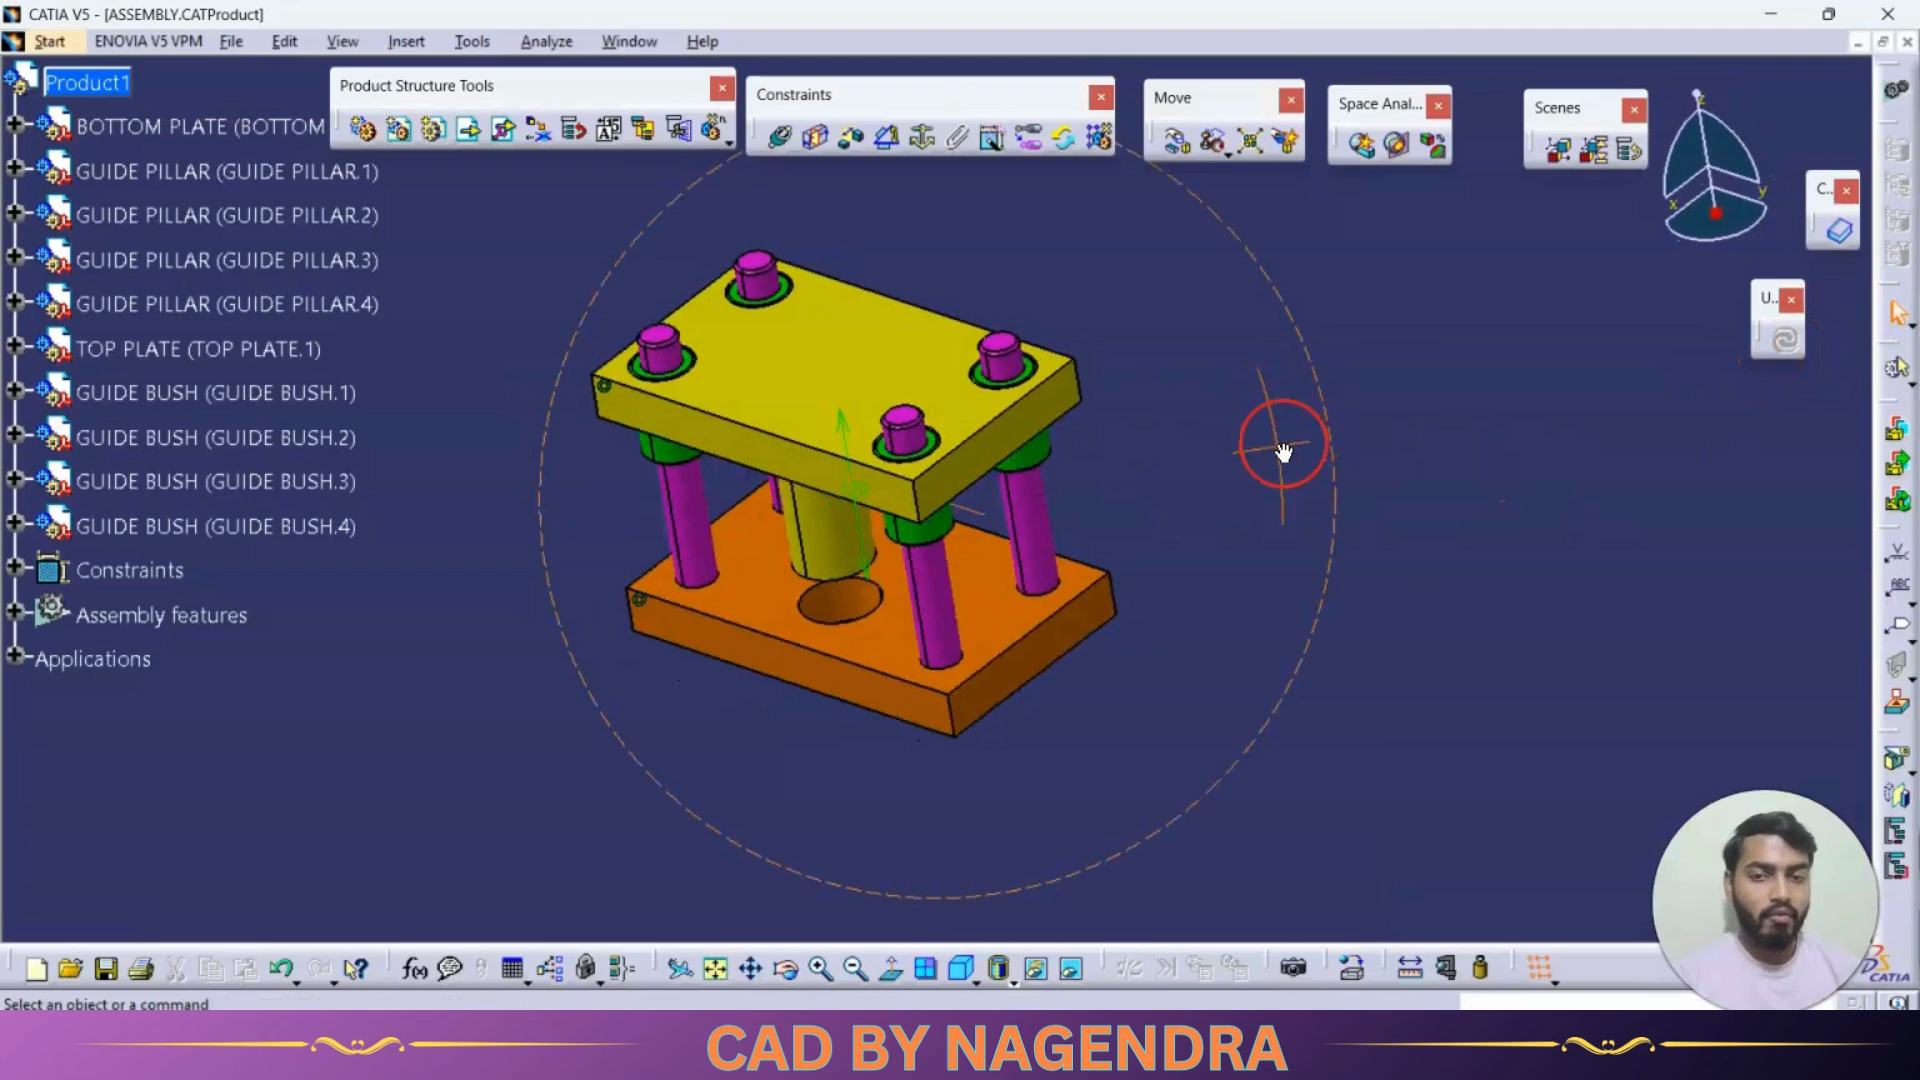 CATIA V5 - [ASSEMBLY.CATProduct]
Start ENOVIA V5 VPM File Edit View Insert Tools Analyze Window Help
Product1
Product Structure Tools
Constraints
Move
Space Anal...
Scenes
C...
U...
BOTTOM PLATE (BOTTOM
GUIDE PILLAR (GUIDE PILLAR.1)
GUIDE PILLAR (GUIDE PILLAR.2)
GUIDE PILLAR (GUIDE PILLAR.3)
GUIDE PILLAR (GUIDE PILLAR.4)
TOP PLATE (TOP PLATE.1)
GUIDE BUSH (GUIDE BUSH.1)
GUIDE BUSH (GUIDE BUSH.2)
GUIDE BUSH (GUIDE BUSH.3)
GUIDE BUSH (GUIDE BUSH.4)
Constraints
Assembly features
Applications
z
x
y
ABC
f(x)
CATIA
Select an object or a command
CAD BY NAGENDRA